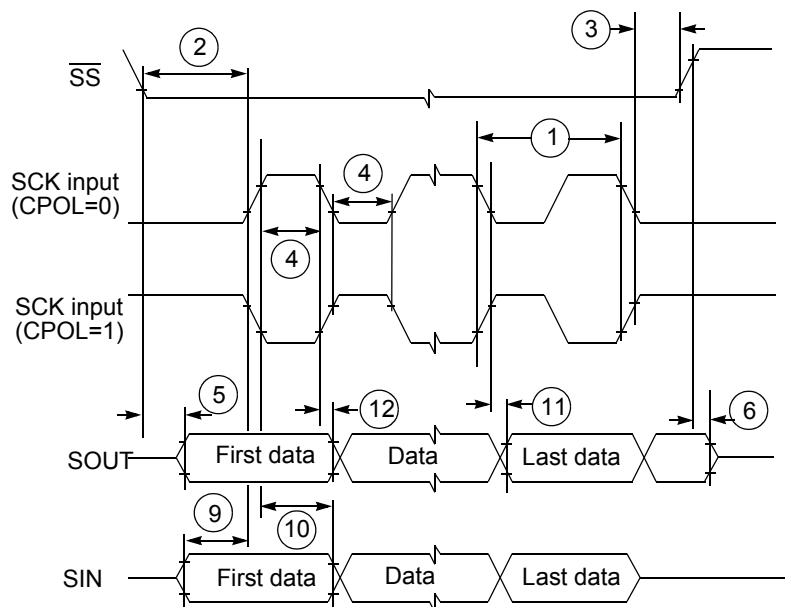 2
3
SS
1
SCK input
(CPOL=0)
4
4
SCK input
(CPOL=1)
5
12
11
6
SOUT
First data
Data
Last data
9
10
SIN
First data
Data
Last data